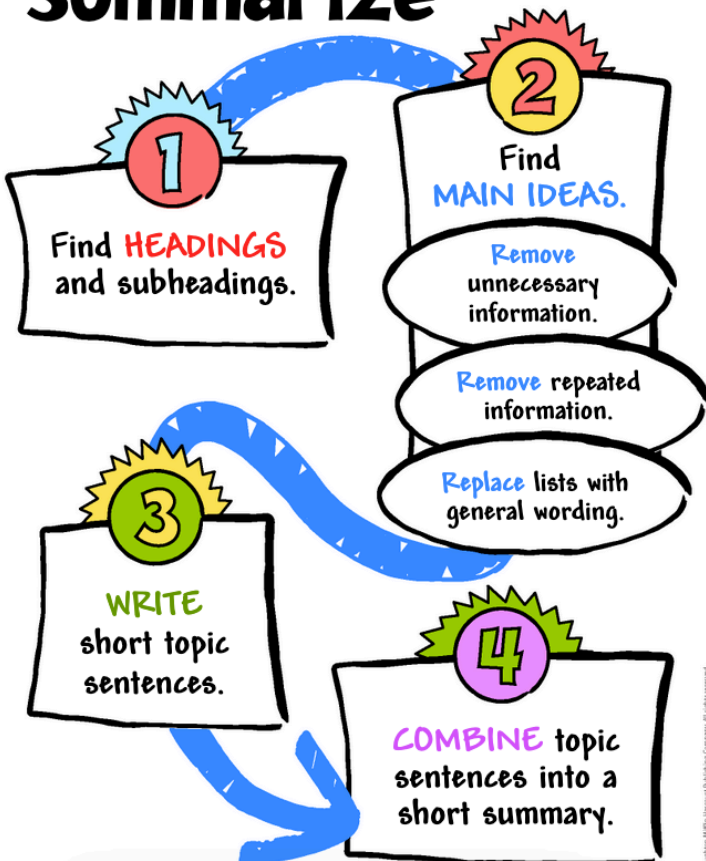 Summarize
1
Find HEADINGS
and subheadings.
2
Find
MAIN IDEAS.
Remove
unnecessary
information.
Remove repeated
information.
Replace lists with
general wording.
3
WRITE
short topic
sentences.
4
COMBINE topic
sentences into a
short summary.